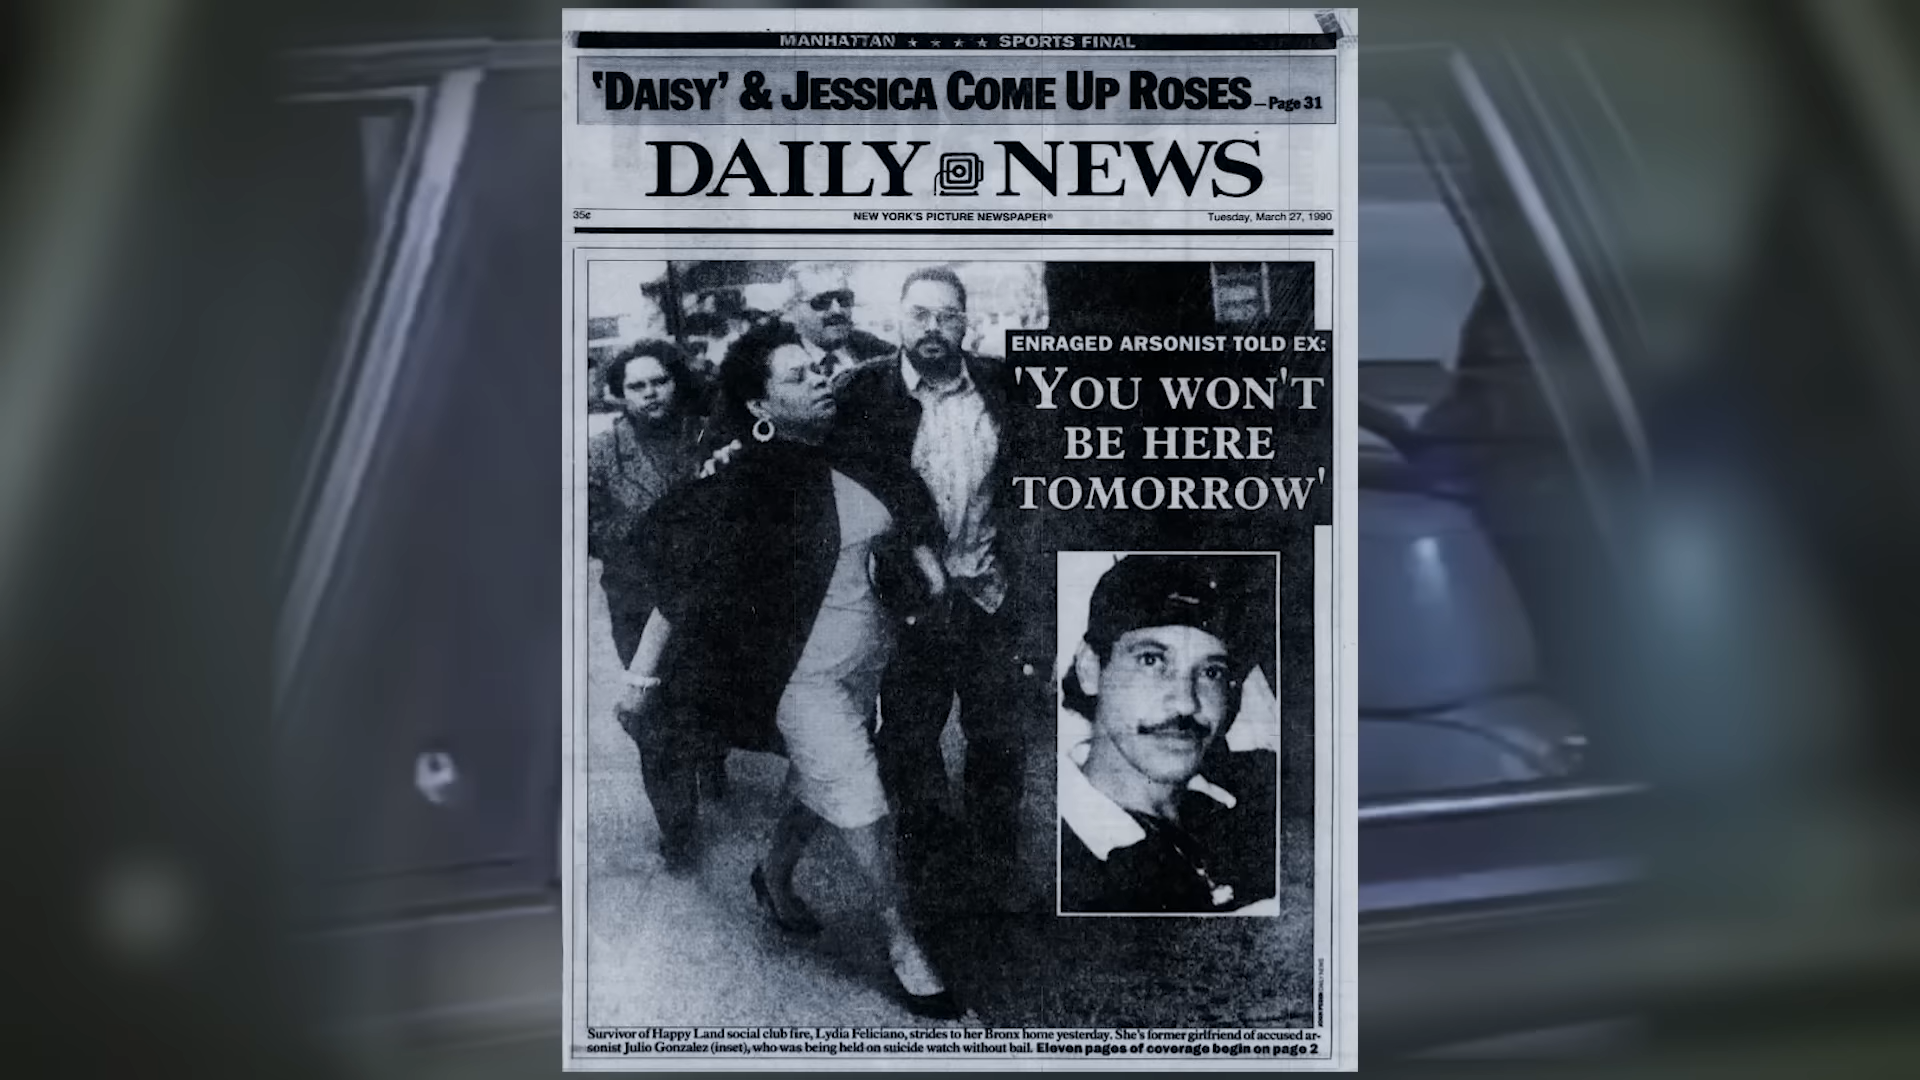 MANHATTAN ★ ★ ★ ★ SPORTS FINAL
'DAISY' & JESSICA COME UP ROSES—Page 31
DAILY NEWS
35¢ NEW YORK'S PICTURE NEWSPAPER® Tuesday, March 27, 1990
ENRAGED ARSONIST TOLD EX:
'YOU WON'T
BE HERE
TOMORROW'
Survivor of Happy Land social club fire, Lydia Feliciano, strides to her Bronx home yesterday. She's former girlfriend of accused ar-
sonist Julio Gonzalez (inset), who was being held on suicide watch without bail. Eleven pages of coverage begin on page 2